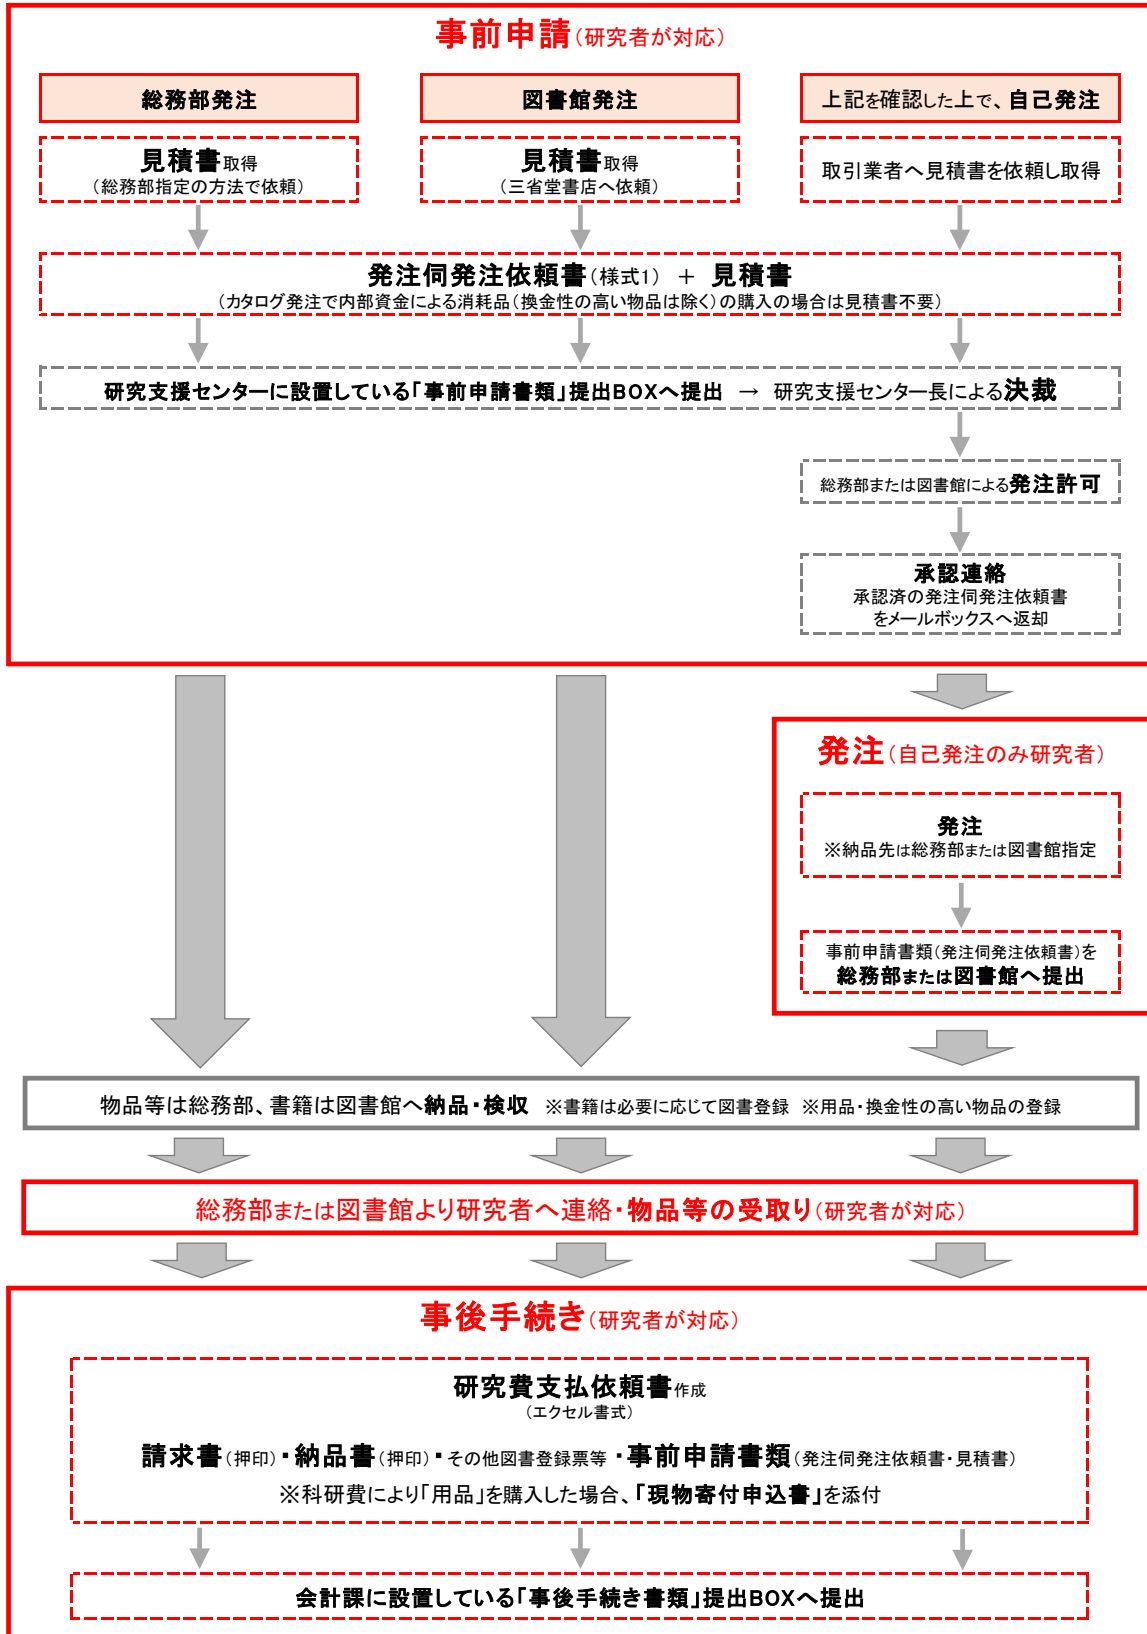 事前申請(研究者が対応)
総務部発注
図書館発注
上記を確認した上で、自己発注
見積書取得
(総務部指定の方法で依頼)
見積書取得
(三省堂書店へ依頼)
取引業者へ見積書を依頼し取得
発注伺発注依頼書(様式1) + 見積書
(カタログ発注で内部資金による消耗品(換金性の高い物品は除く)の購入の場合は見積書不要)
研究支援センターに設置している「事前申請書類」提出BOXへ提出 → 研究支援センター長による決裁
総務部または図書館による発注許可
承認連絡
承認済の発注伺発注依頼書
をメールボックスへ返却
発注(自己発注のみ研究者)
発注
※納品先は総務部または図書館指定
事前申請書類(発注伺発注依頼書)を
総務部または図書館へ提出
物品等は総務部、書籍は図書館へ納品・検収 ※書籍は必要に応じて図書登録 ※用品・換金性の高い物品の登録
総務部または図書館より研究者へ連絡・物品等の受取り(研究者が対応)
事後手続き(研究者が対応)
研究費支払依頼書作成
(エクセル書式)
請求書(押印)・納品書(押印)・その他図書登録票等・事前申請書類(発注伺発注依頼書・見積書)
※科研費により「用品」を購入した場合、「現物寄付申込書」を添付
会計課に設置している「事後手続き書類」提出BOXへ提出